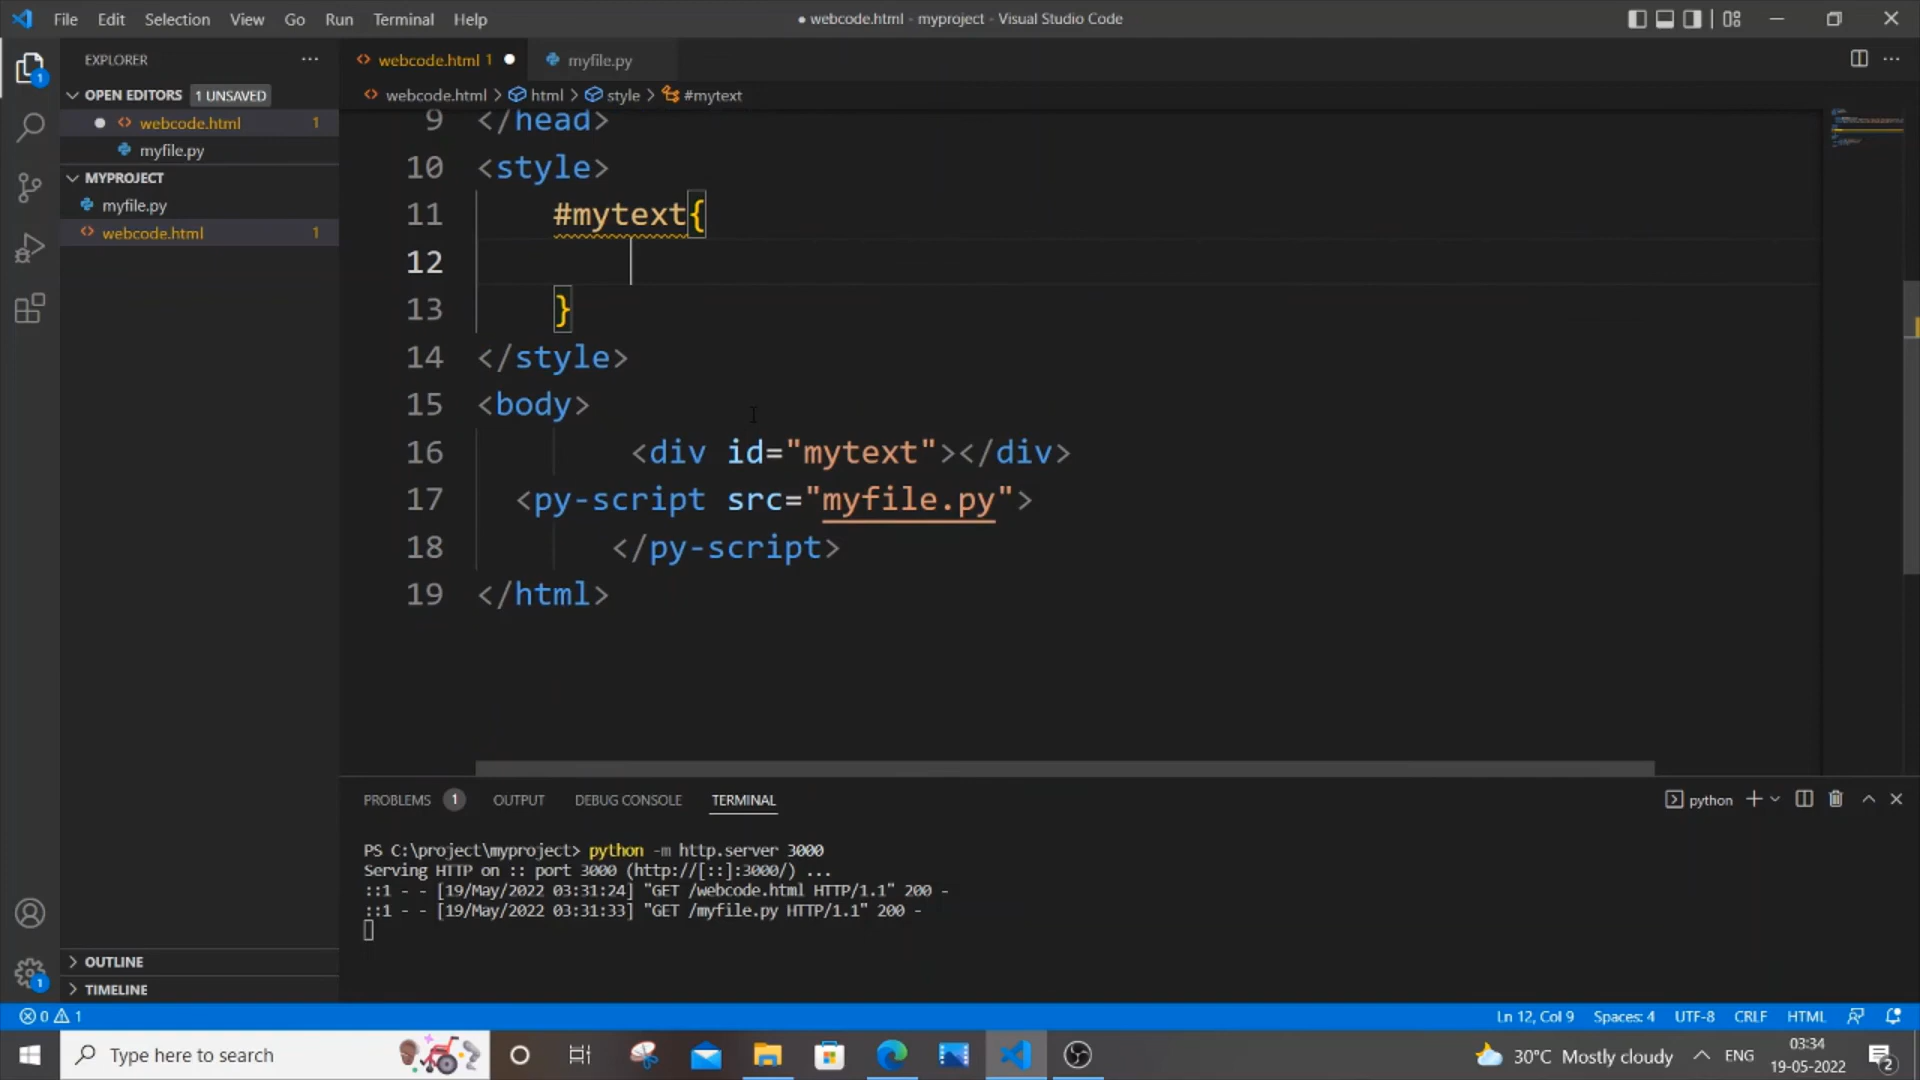 File Edit Selection View Go Run Terminal Help
● webcode.html - myproject - Visual Studio Code
EXPLORER
OPEN EDITORS 1 UNSAVED
webcode.html 1
myfile.py
MYPROJECT
myfile.py
webcode.html 1
OUTLINE
TIMELINE
webcode.html 1 myfile.py
webcode.html > html > style > #mytext
9 </head>
10 <style>
11 #mytext{
12
13 }
14 </style>
15 <body>
16 <div id="mytext"></div>
17 <py-script src="myfile.py">
18 </py-script>
19 </html>
PROBLEMS 1 OUTPUT DEBUG CONSOLE TERMINAL
python
PS C:\project\myproject> python -m http.server 3000
Serving HTTP on :: port 3000 (http://[::]:3000/) ...
::1 - - [19/May/2022 03:31:24] "GET /webcode.html HTTP/1.1" 200 -
::1 - - [19/May/2022 03:31:33] "GET /myfile.py HTTP/1.1" 200 -
1
1
0 1
Ln 12, Col 9 Spaces: 4 UTF-8 CRLF HTML
Type here to search
30°C Mostly cloudy
ENG
03:34
19-05-2022
2